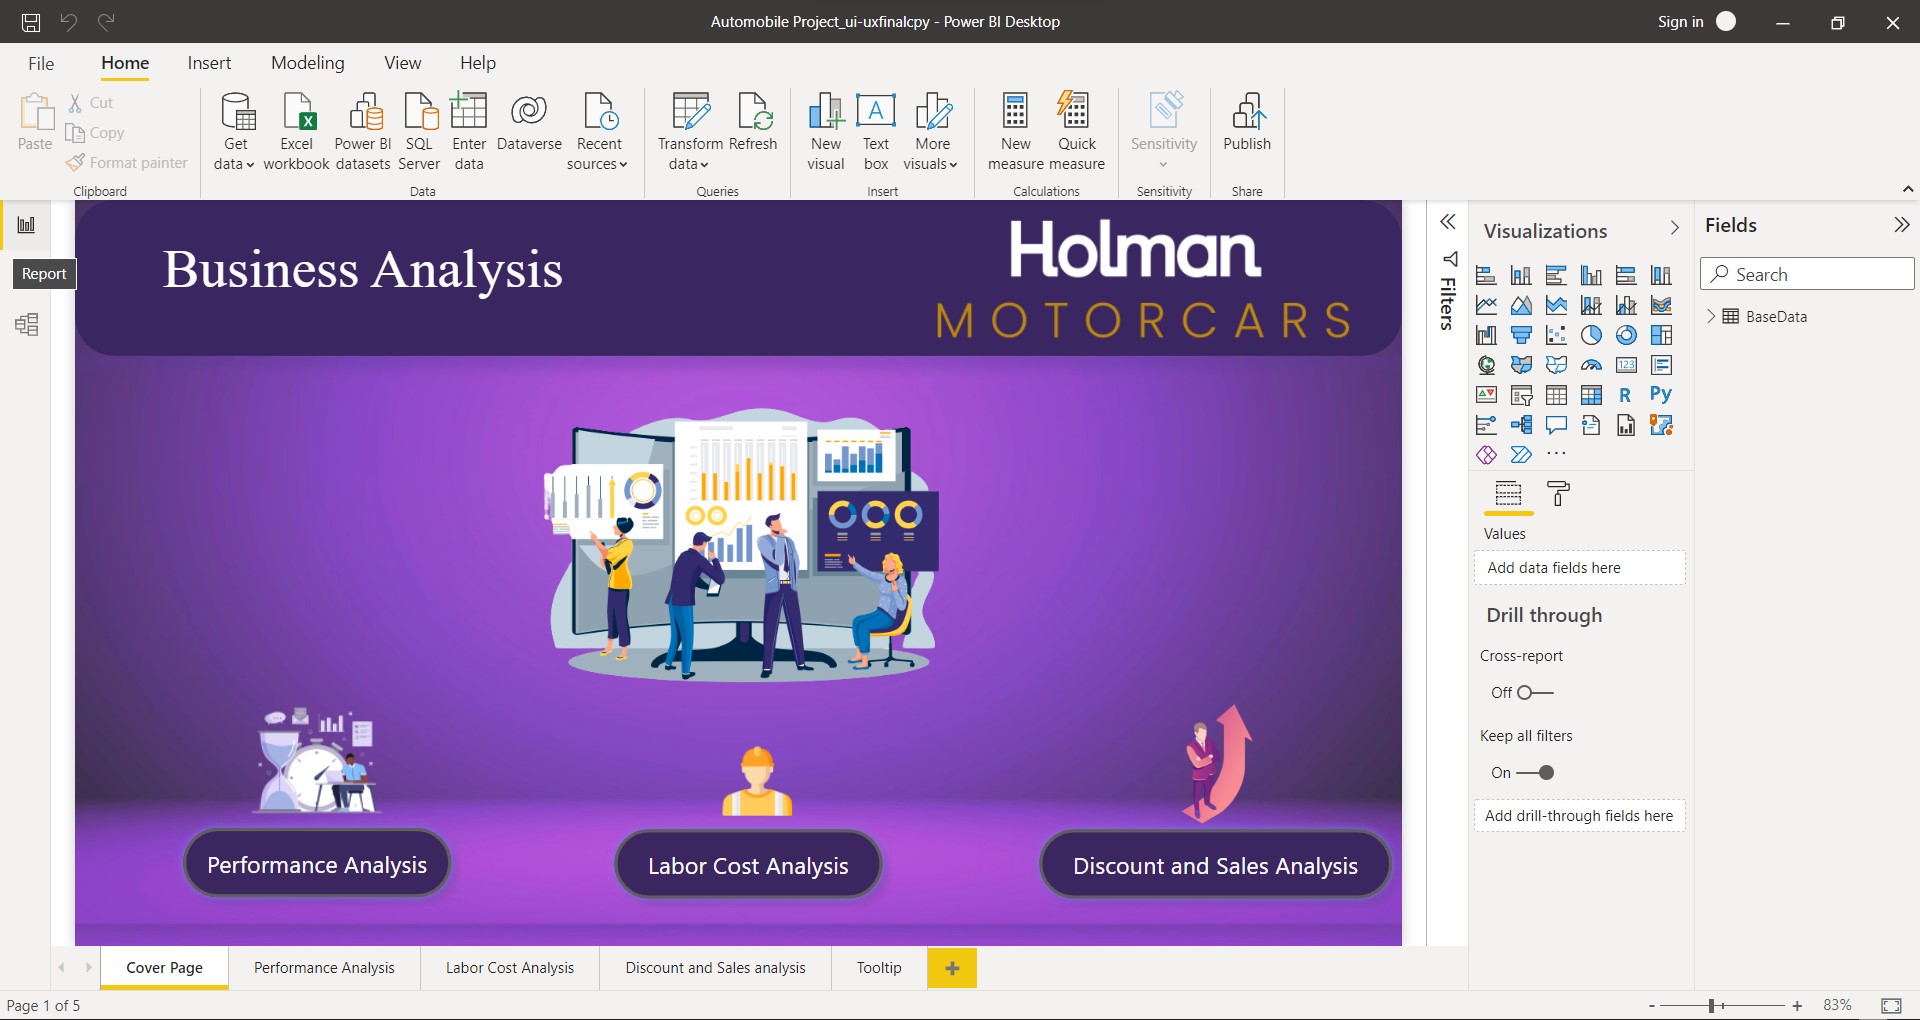 Automobile Project_ui-uxfinalcpy - Power BI Desktop
Sign in
File Home Insert Modeling View Help
Paste
Cut
Copy
Format painter
Clipboard
Get data
Excel workbook
Power BI datasets
SQL Server
Enter data
Dataverse
Recent sources
Data
Transform data
Refresh
Queries
New visual
Text box
More visuals
Insert
New measure
Quick measure
Calculations
Sensitivity
Sensitivity
Publish
Share
Report
Business Analysis
Holman
MOTORCARS
Performance Analysis
Labor Cost Analysis
Discount and Sales Analysis
Filters
Visualizations
123
R
Py
Values
Add data fields here
Drill through
Cross-report
Off
Keep all filters
On
Add drill-through fields here
Fields
Search
BaseData
Cover Page Performance Analysis Labor Cost Analysis Discount and Sales analysis Tooltip
Page 1 of 5
83%